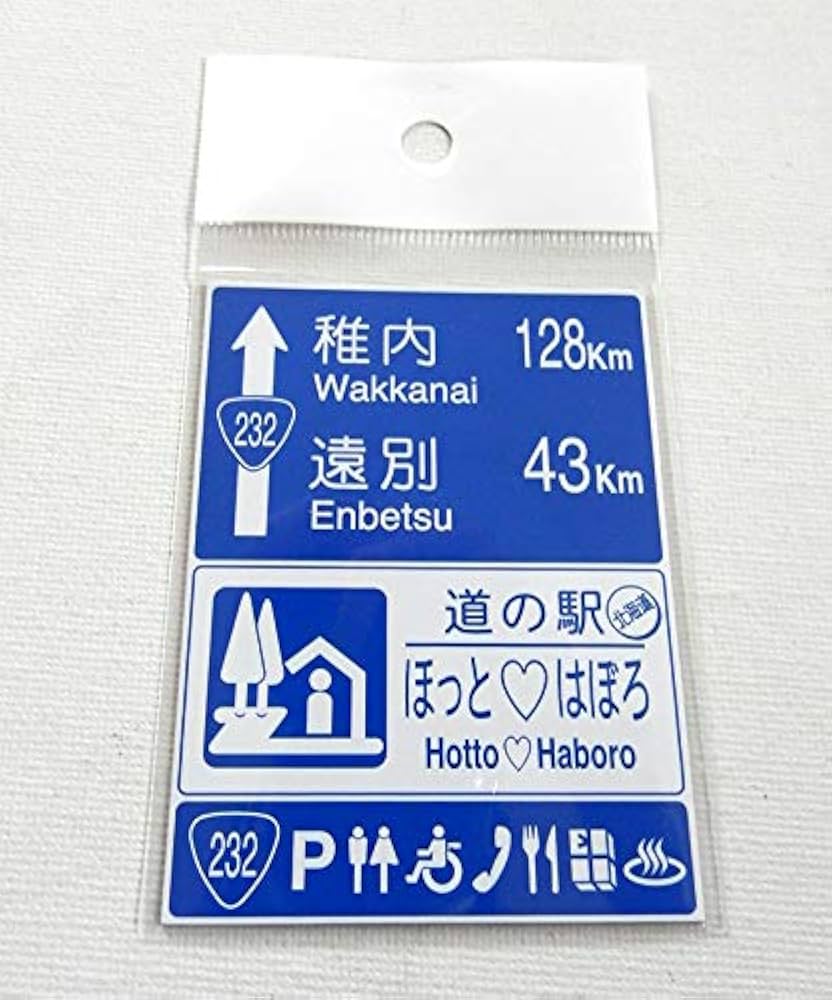 稚内 128Km
Wakkanai
232
遠別 43Km
Enbetsu
道の駅 北海道
ほっと♡はぼろ
Hotto♡Haboro
232 P E